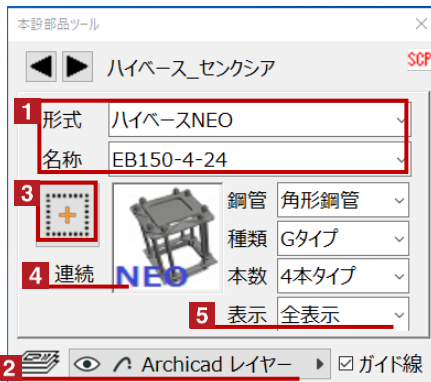 本設部品ツール
ハイベース_センクシア
SCP
1
形式 ハイベースNEO
名称 EB150-4-24
3
鋼管 角形鋼管
種類 Gタイプ
4 連続 NEO 本数 4本タイプ
5 表示 全表示
2 Archicad レイヤー ガイド線